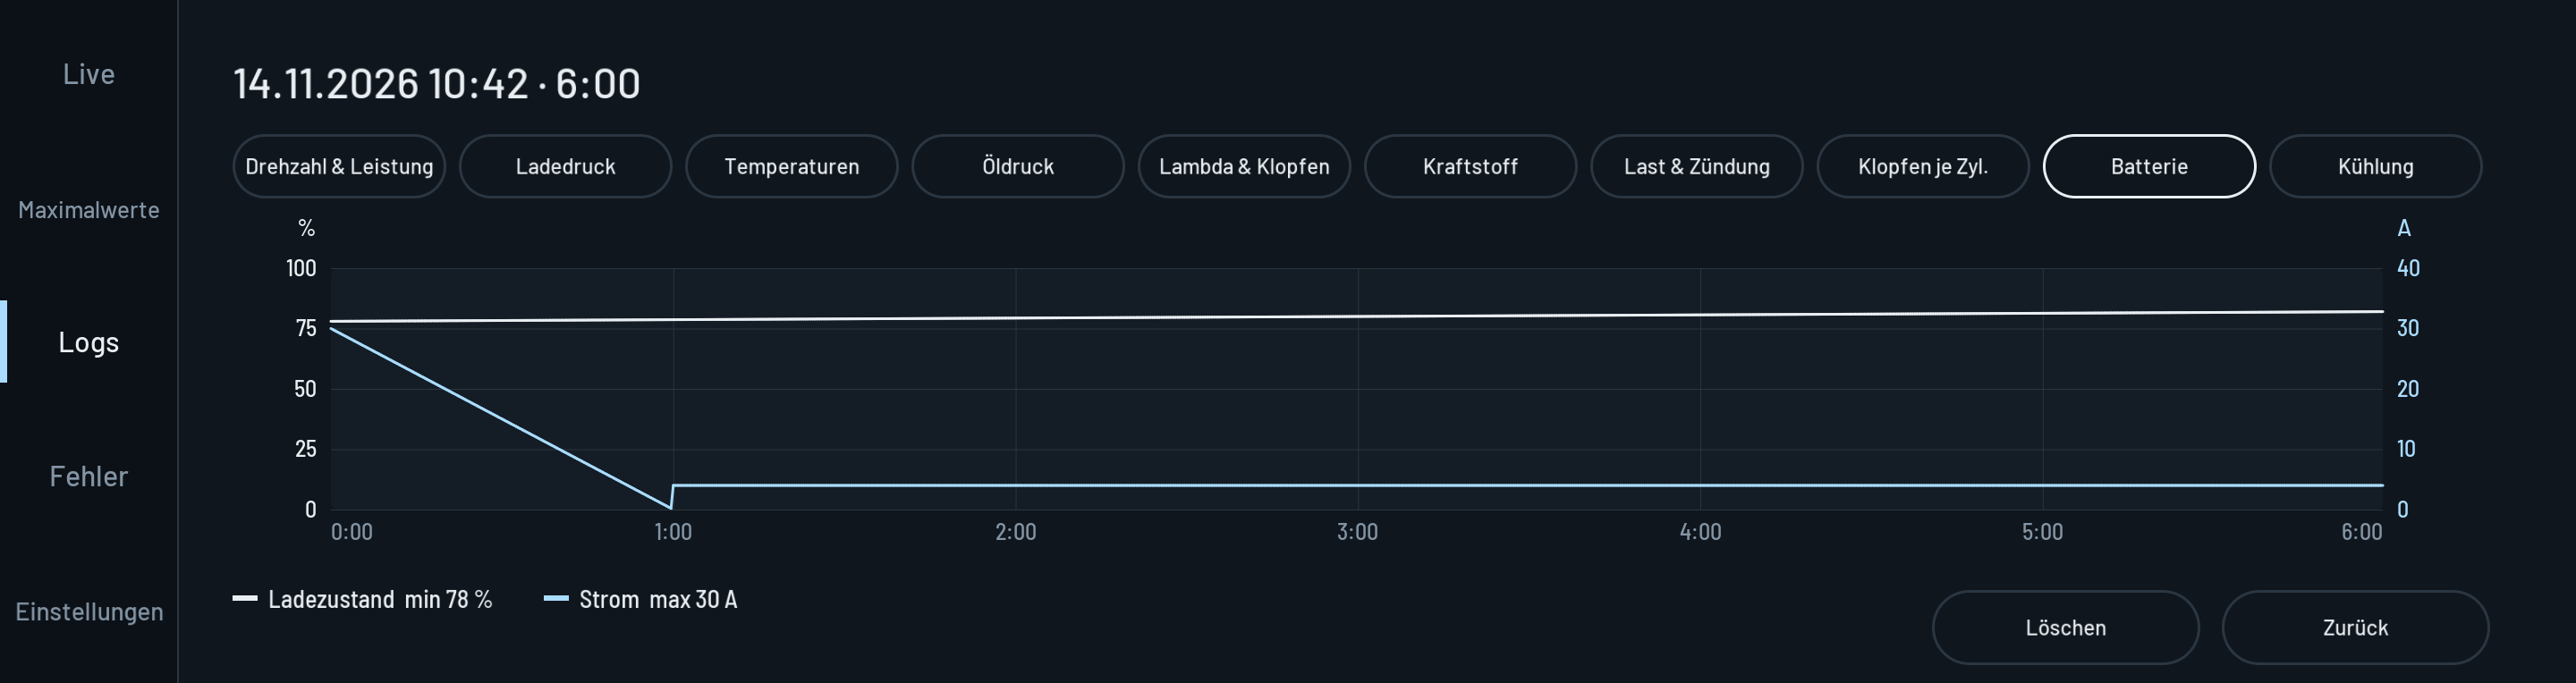 Live
Maximalwerte
Logs
Fehler
Einstellungen
14.11.2026 10:42 · 6:00
Drehzahl & Leistung
Ladedruck
Temperaturen
Öldruck
Lambda & Klopfen
Kraftstoff
Last & Zündung
Klopfen je Zyl.
Batterie
Kühlung
% A
100 40
75 30
50 20
25 10
0 0
0:00 1:00 2:00 3:00 4:00 5:00 6:00
Ladezustand min 78 % Strom max 30 A
Löschen
Zurück